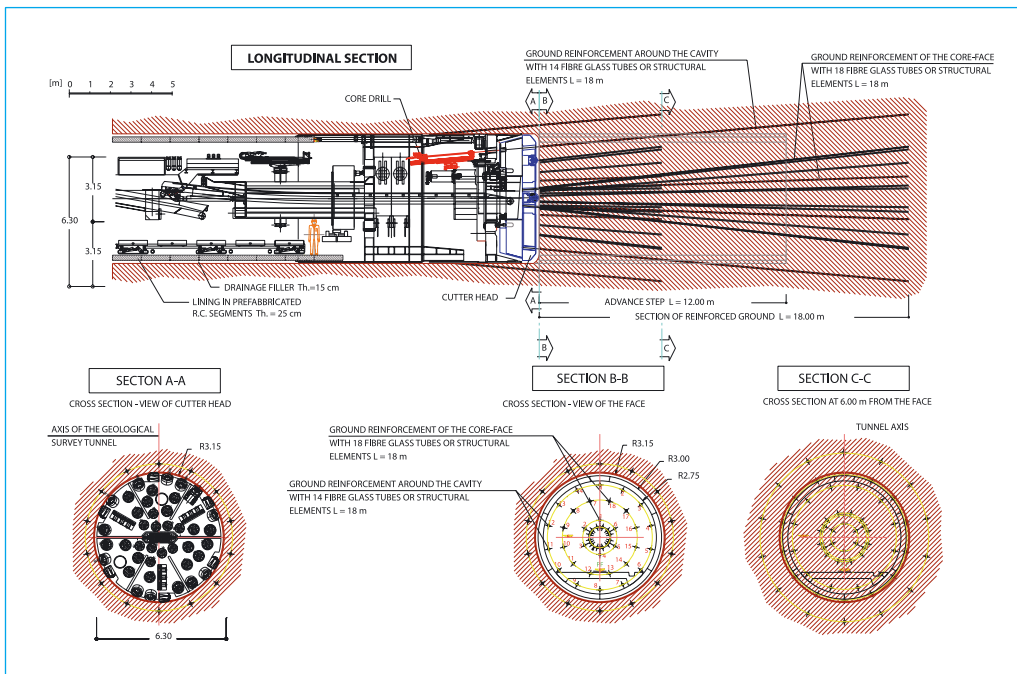 LONGITUDINAL SECTION
[m] 0 1 2 3 4 5
CORE DRILL
GROUND REINFORCEMENT AROUND THE CAVITY
WITH 14 FIBRE GLASS TUBES OR STRUCTURAL
ELEMENTS L = 18 m
GROUND REINFORCEMENT OF THE CORE-FACE
WITH 18 FIBRE GLASS TUBES OR STRUCTURAL
ELEMENTS L = 18 m
A B C
3.15
6.30
3.15
DRAINAGE FILLER Th.=15 cm
LINING IN PREFABBRICATED
R.C. SEGMENTS Th. = 25 cm
CUTTER HEAD
A
ADVANCE STEP L = 12.00 m
SECTION OF REINFORCED GROUND L = 18.00 m
B C
SECTON A-A
CROSS SECTION - VIEW OF CUTTER HEAD
AXIS OF THE GEOLOGICAL
SURVEY TUNNEL
R3.15
6.30
SECTION B-B
CROSS SECTION - VIEW OF THE FACE
GROUND REINFORCEMENT OF THE CORE-FACE
WITH 18 FIBRE GLASS TUBES OR STRUCTURAL
ELEMENTS L = 18 m
GROUND REINFORCEMENT AROUND THE CAVITY
WITH 14 FIBRE GLASS TUBES OR STRUCTURAL
ELEMENTS L = 18 m
R3.15
R3.00
R2.75
SECTION C-C
CROSS SECTION AT 6.00 m FROM THE FACE
TUNNEL AXIS